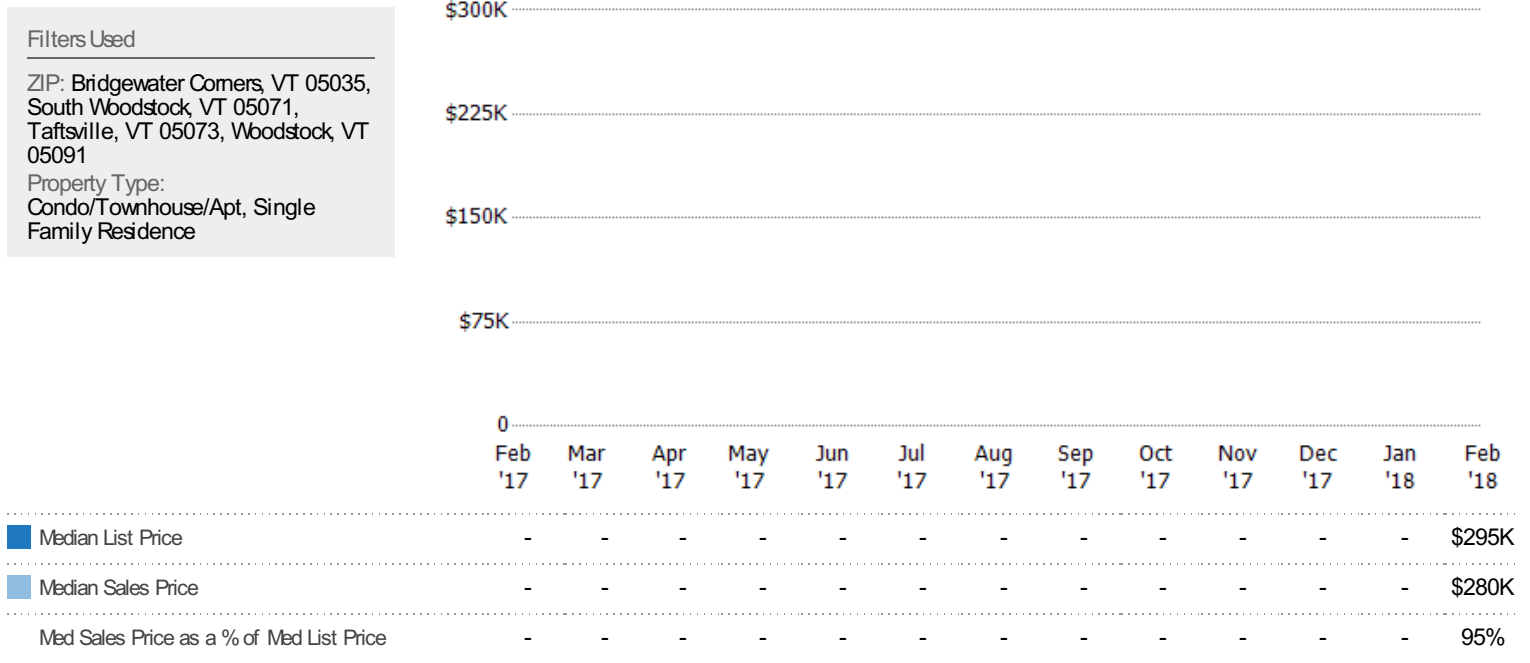 Filters Used
ZIP: Bridgewater Corners, VT 05035,
South Woodstock, VT 05071,
Taftsville, VT 05073, Woodstock, VT
05091
Property Type:
Condo/Townhouse/Apt, Single
Family Residence
$300K
$225K
$150K
$75K
0
Feb Mar Apr May Jun Jul Aug Sep Oct Nov Dec Jan Feb
'17 '17 '17 '17 '17 '17 '17 '17 '17 '17 '17 '18 '18
Median List Price - - - - - - - - - - - - $295K
Median Sales Price - - - - - - - - - - - - $280K
Med Sales Price as a % of Med List Price - - - - - - - - - - - - 95%